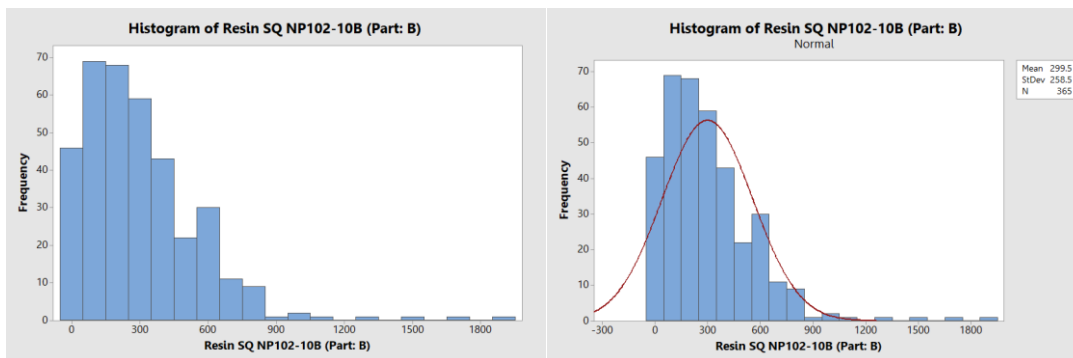 Histogram of Resin SQ NP102-10B (Part: B)
70
60
50
40
30
20
10
0
Frequency
0 300 600 900 1200 1500 1800
Resin SQ NP102-10B (Part: B)
Histogram of Resin SQ NP102-10B (Part: B)
Normal
Mean 299.5
StDev 258.5
N 365
70
60
50
40
30
20
10
0
Frequency
-300 0 300 600 900 1200 1500 1800
Resin SQ NP102-10B (Part: B)